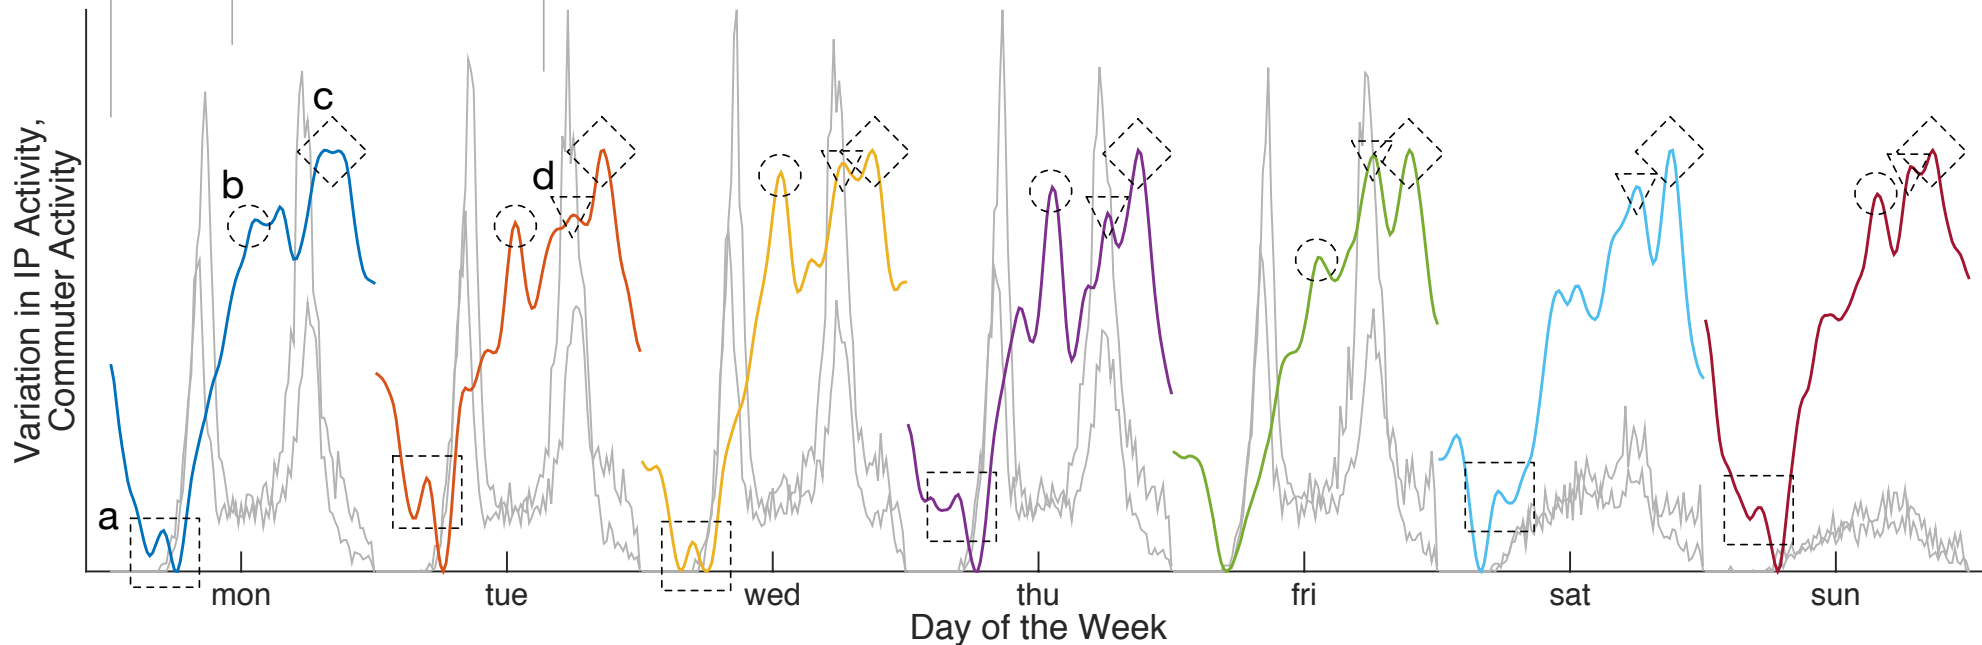 Variation in IP Activity,
Commuter Activity
a
b
c
d
mon tue wed thu fri sat sun
Day of the Week